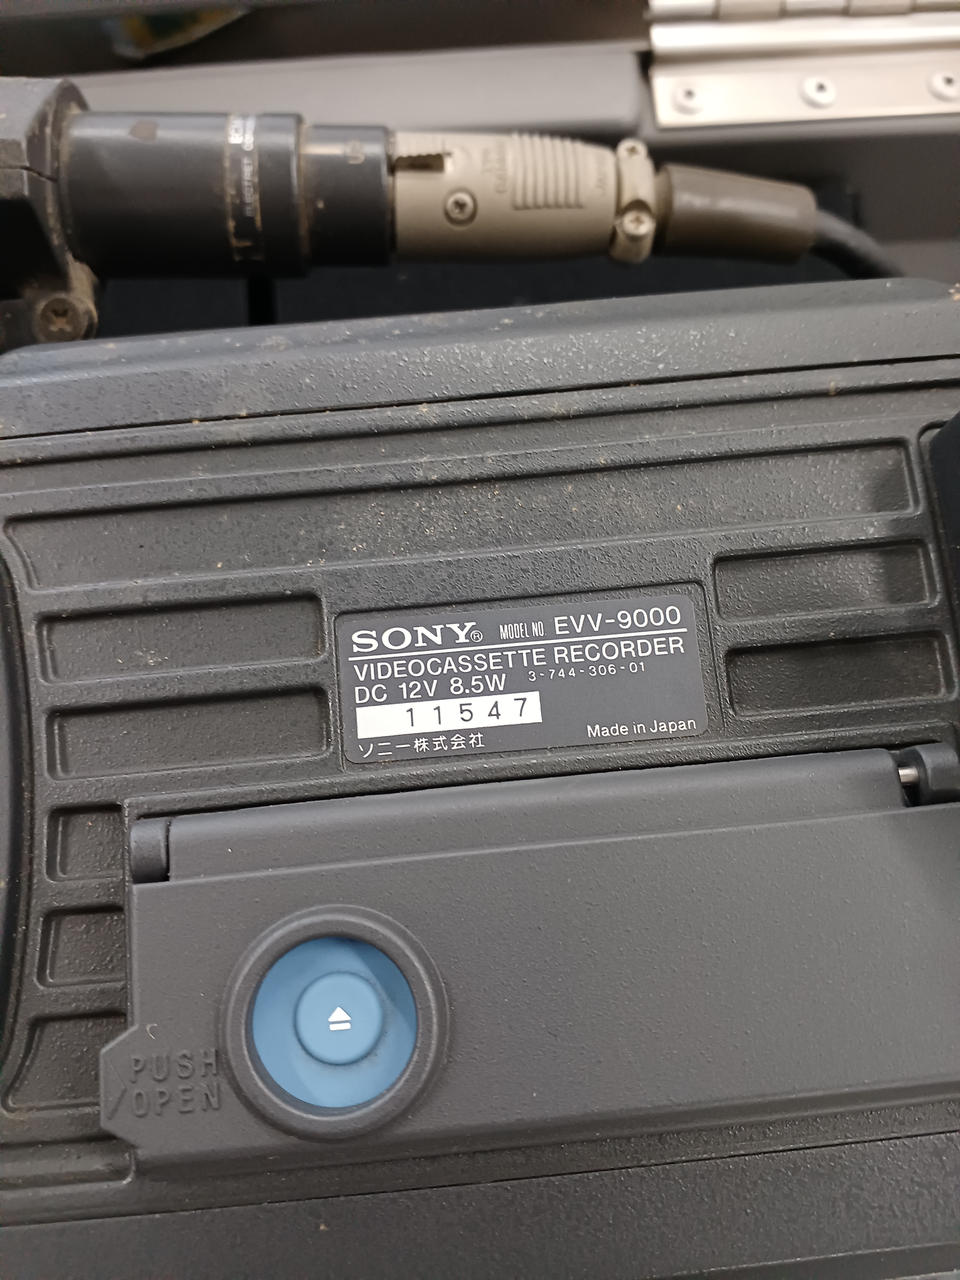 SONY® MODEL NO. EVV-9000
VIDEOCASSETTE RECORDER
DC 12V 8.5W 3-744-306-01
11547
ソニー株式会社 Made in Japan
PUSH
OPEN